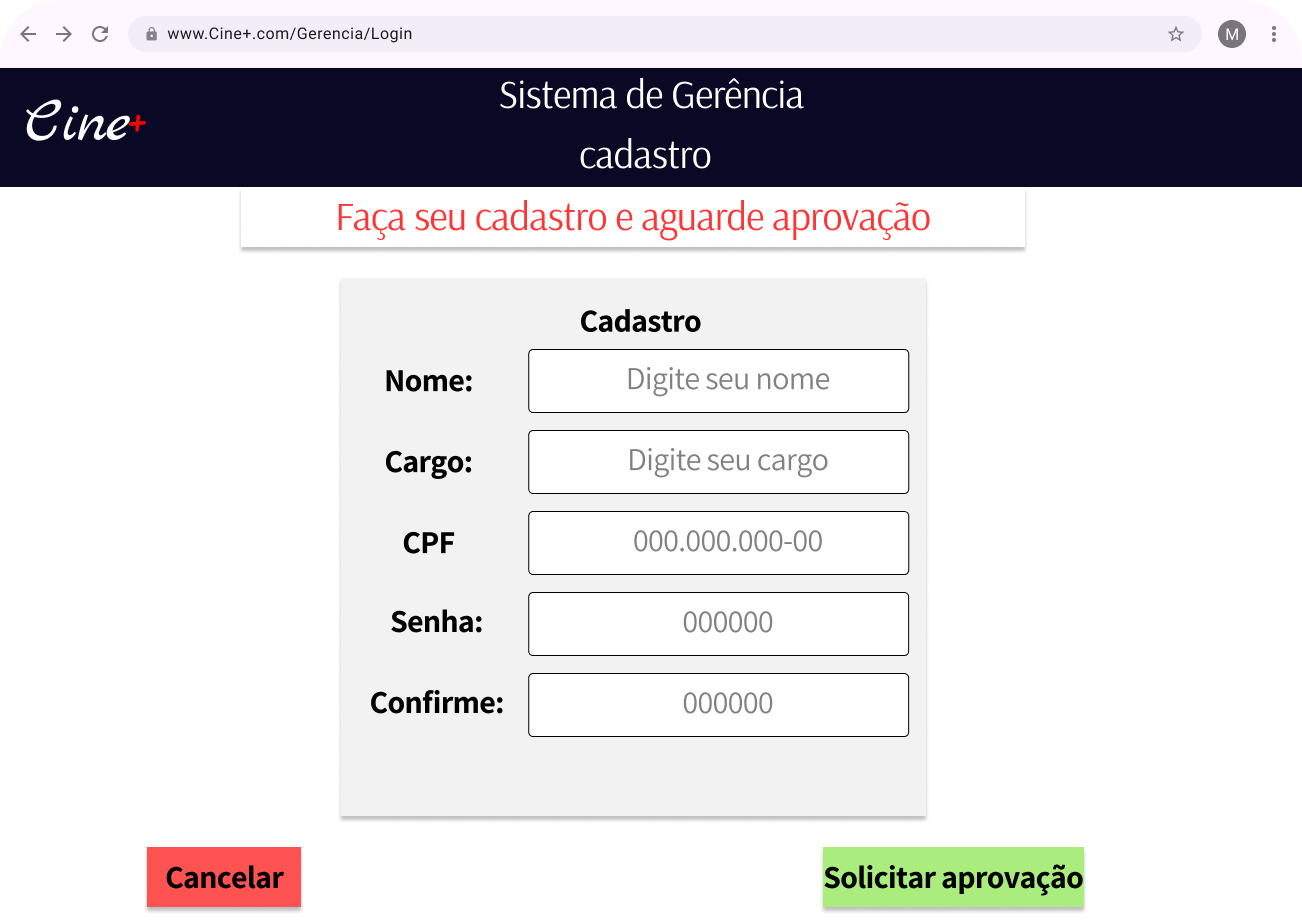 www.Cine+.com/Gerencia/Login
M
Sistema de Gerência
Cine+
cadastro
Faça seu cadastro e aguarde aprovação
Cadastro
Nome: Digite seu nome
Cargo: Digite seu cargo
CPF 000.000.000-00
Senha: 000000
Confirme: 000000
Cancelar Solicitar aprovação